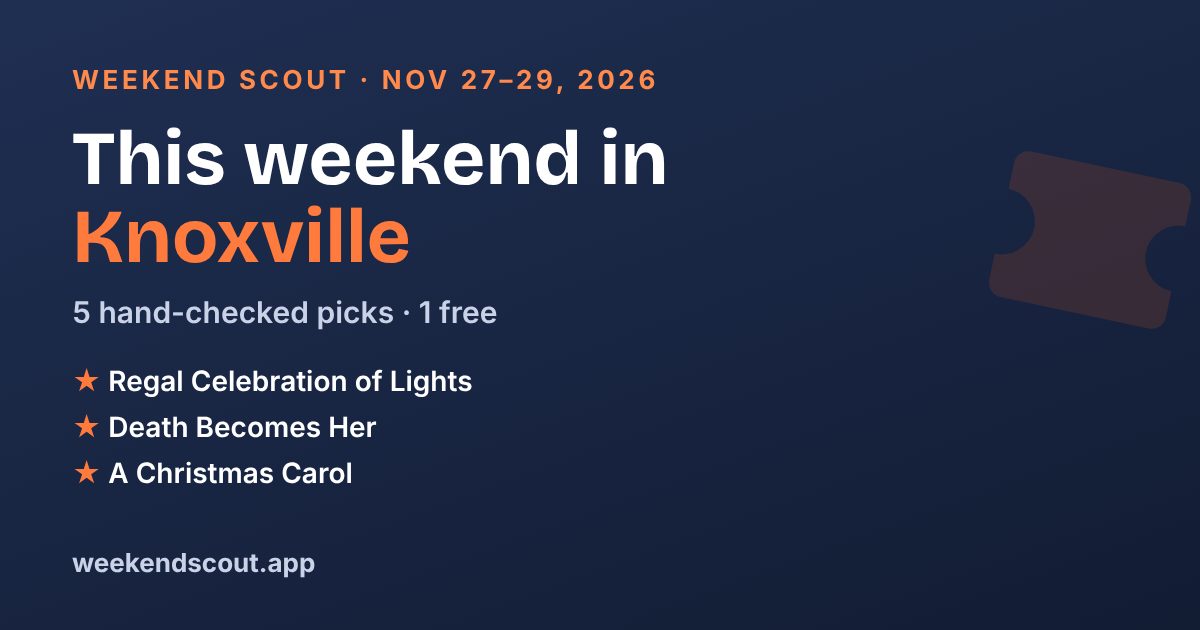 WEEKEND SCOUT · NOV 27–29, 2026
This weekend in
Knoxville
5 hand-checked picks · 1 free
★ Regal Celebration of Lights
★ Death Becomes Her
★ A Christmas Carol
weekendscout.app